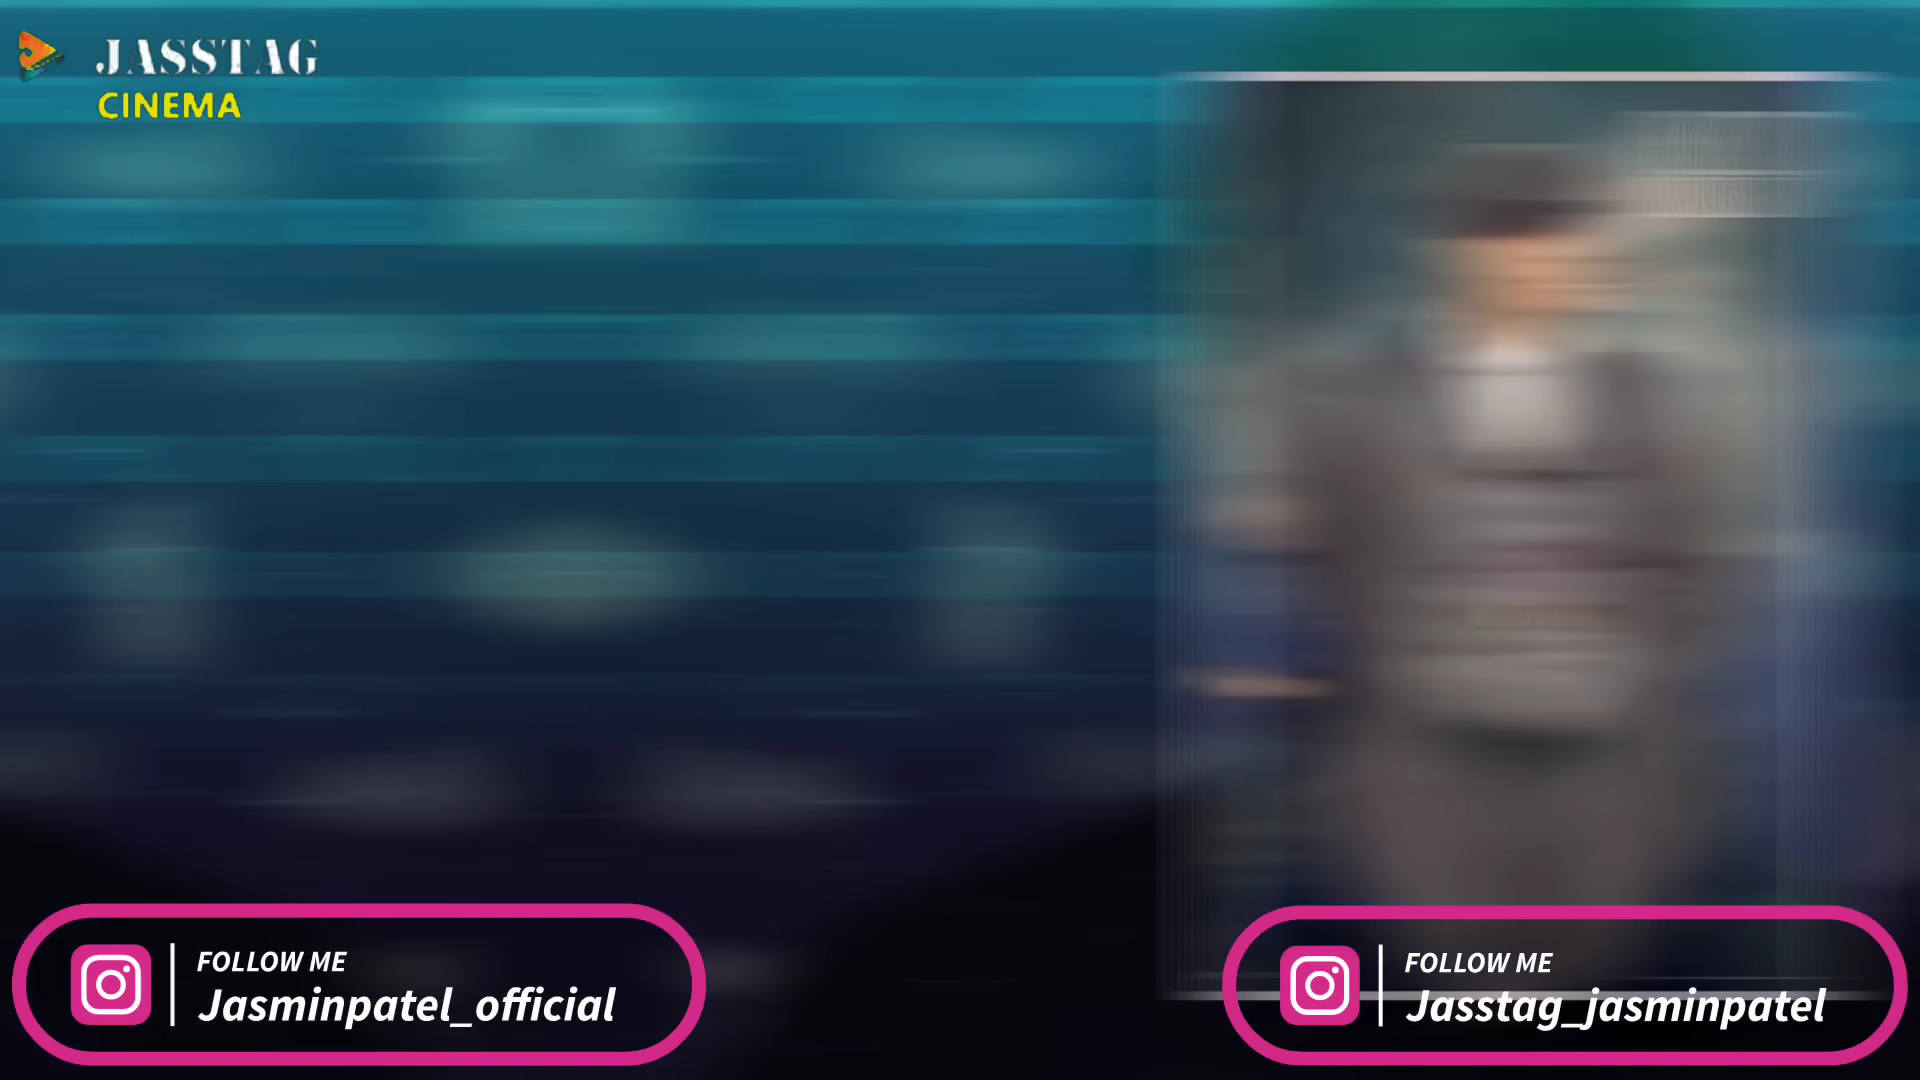 JASSTAG
CINEMA
FOLLOW ME
Jasminpatel_official
FOLLOW ME
Jasstag_jasminpatel